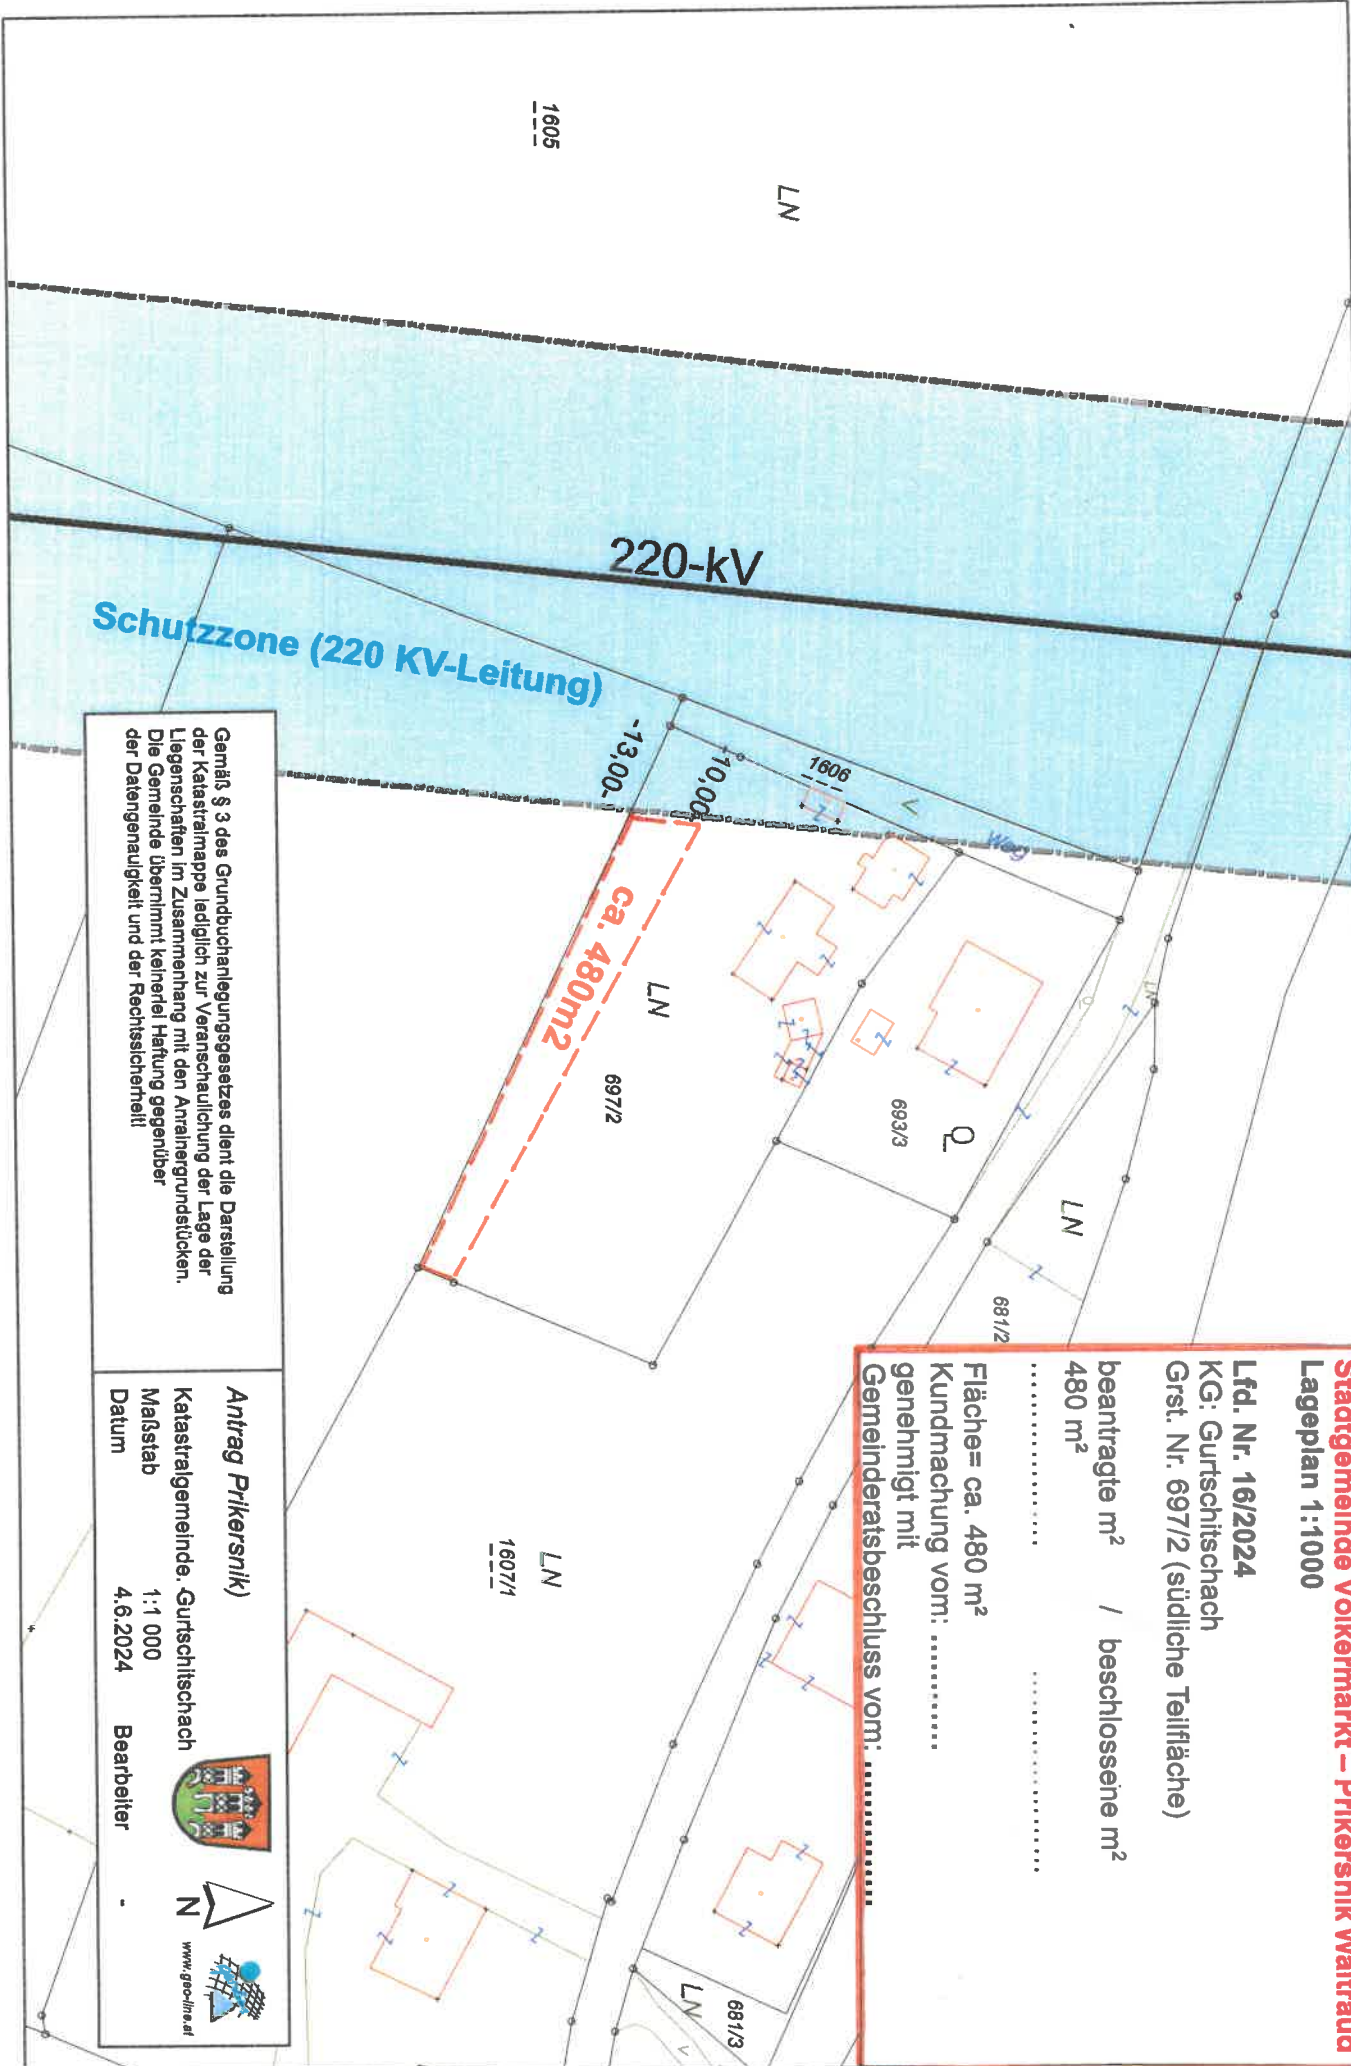 Stadtgemeinde Völkermarkt – Prikersnik Waltraud
Lageplan 1:1000
Lfd. Nr. 16/2024
KG: Gurtschitschach
Grst. Nr. 697/2 (südliche Teilfläche)
beantragte m² / beschlosseine m²
480 m²
.................. ........................
Fläche= ca. 480 m²
Kundmachung vom: ............
genehmigt mit
Gemeinderatsbeschluss vom: ...............
1605
LN
220-kV
Schutzzone (220 KV-Leitung)
-13,00-
10,00
1606
Weg
LN
LN
697/2
ca. 480m2
693/3
LN
681/2
LN
1607/1
681/3
LN
Gemäß § 3 des Grundbuchanlegungsgesetzes dient die Darstellung
der Katastralmappe lediglich zur Veranschaulichung der Lage der
Liegenschaften im Zusammenhang mit den Anrainergrundstücken.
Die Gemeinde übernimmt keinerlei Haftung gegenüber
der Datengenauigkeit und der Rechtssicherheit!
Antrag Prikersnik)
Katastralgemeinde. Gurtschitschach
Maßstab 1:1 000
Datum 4.6.2024 Bearbeiter -
N
www.geo-line.at